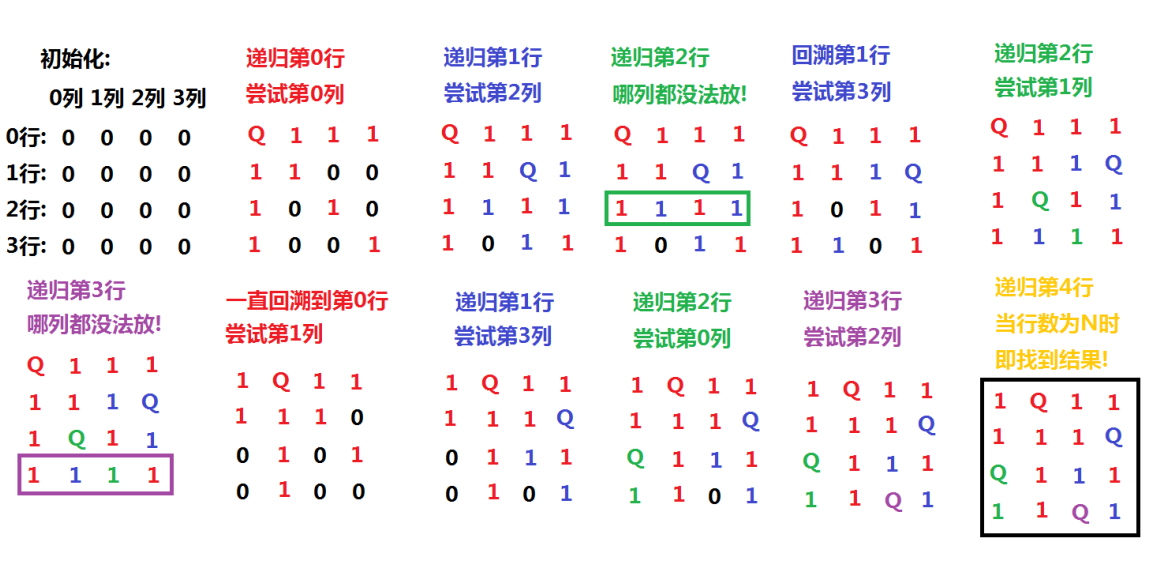 初始化:
0列 1列 2列 3列
0行: 0 0 0 0
1行: 0 0 0 0
2行: 0 0 0 0
3行: 0 0 0 0
递归第0行
尝试第0列
Q 1 1 1
1 1 0 0
1 0 1 0
1 0 0 1
递归第1行
尝试第2列
Q 1 1 1
1 1 Q 1
1 1 1 1
1 0 1 1
递归第2行
哪列都没法放!
Q 1 1 1
1 1 Q 1
1 1 1 1
1 0 1 1
回溯第1行
尝试第3列
Q 1 1 1
1 1 1 Q
1 0 1 1
1 1 0 1
递归第2行
尝试第1列
Q 1 1 1
1 1 1 Q
1 Q 1 1
1 1 1 1
递归第3行
哪列都没法放!
Q 1 1 1
1 1 1 Q
1 Q 1 1
1 1 1 1
一直回溯到第0行
尝试第1列
1 Q 1 1
1 1 1 0
0 1 0 1
0 1 0 0
递归第1行
尝试第3列
1 Q 1 1
1 1 1 Q
0 1 1 1
0 1 0 1
递归第2行
尝试第0列
1 Q 1 1
1 1 1 Q
Q 1 1 1
1 1 0 1
递归第3行
尝试第2列
1 Q 1 1
1 1 1 Q
Q 1 1 1
1 1 Q 1
递归第4行
当行数为N时
即找到结果!
1 Q 1 1
1 1 1 Q
Q 1 1 1
1 1 Q 1